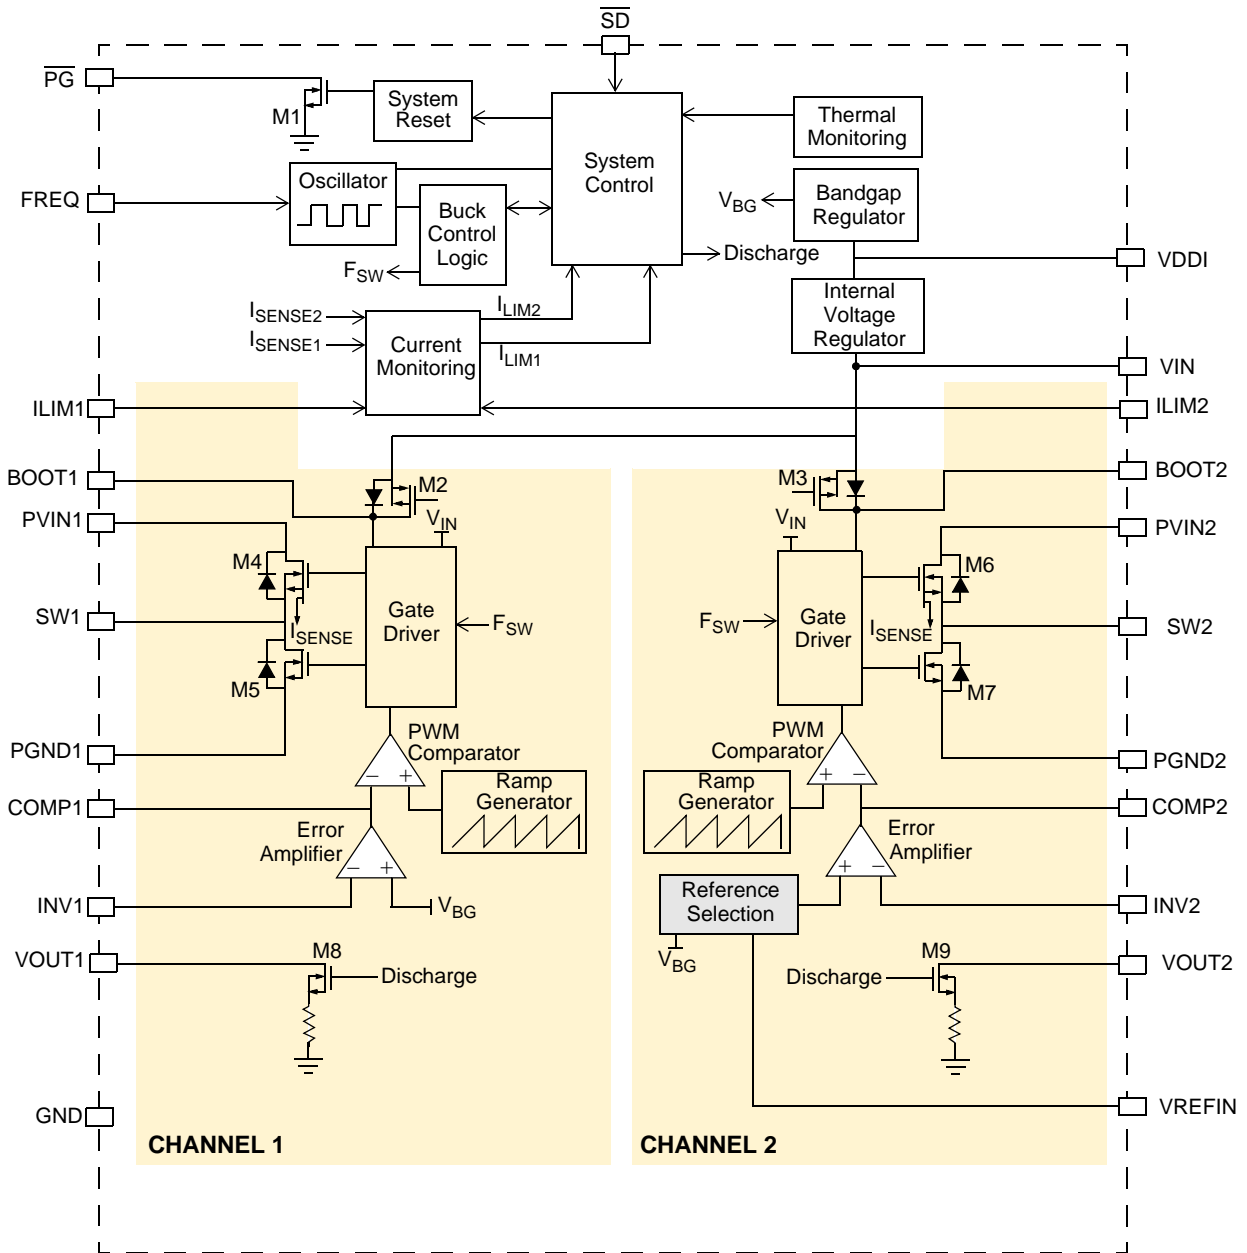 SD
PG
M1
System
Reset
System
Control
Thermal
Monitoring
FREQ
Oscillator
Buck
Control
Logic
FSW
VBG
Bandgap
Regulator
Discharge
VDDI
Internal
Voltage
Regulator
ISENSE2
ISENSE1
Current
Monitoring
ILIM2
ILIM1
VIN
ILIM1
ILIM2
BOOT1
M2
VIN
M3
VIN
BOOT2
PVIN1
M4
PVIN2
M6
SW1
ISENSE
Gate
Driver
FSW
FSW
Gate
Driver
ISENSE
SW2
M5
M7
PGND1
PWM
Comparator
PWM
Comparator
PGND2
− +
+ −
Ramp
Generator
Ramp
Generator
COMP1
COMP2
Error
Amplifier
Error
Amplifier
− +
+ −
INV1
VBG
Reference
Selection
VBG
INV2
VOUT1
M8
Discharge
Discharge
M9
VOUT2
GND
VREFIN
CHANNEL 1
CHANNEL 2